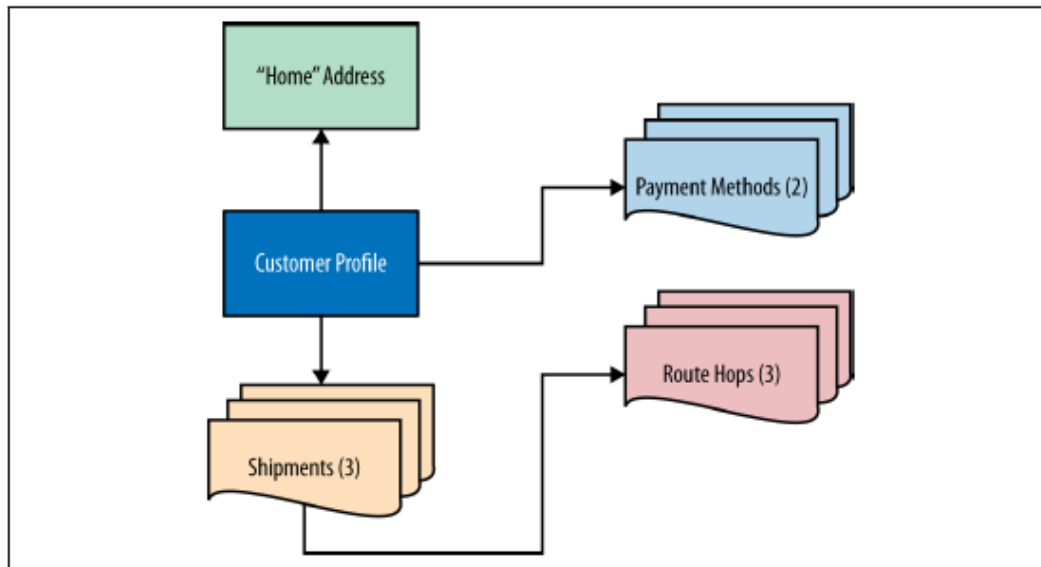 “Home” Address
Payment Methods (2)
Customer Profile
Route Hops (3)
Shipments (3)